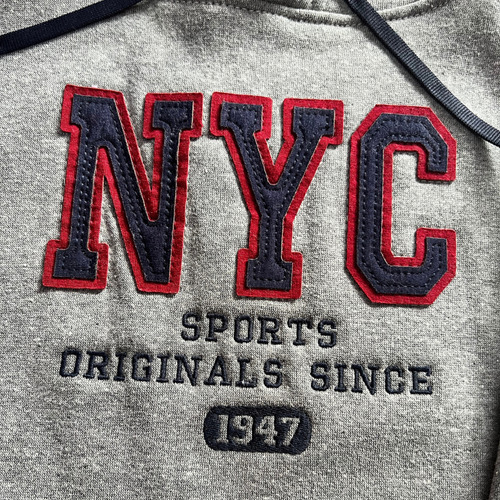 NYC
SPORTS
ORIGINALS SINCE
1947